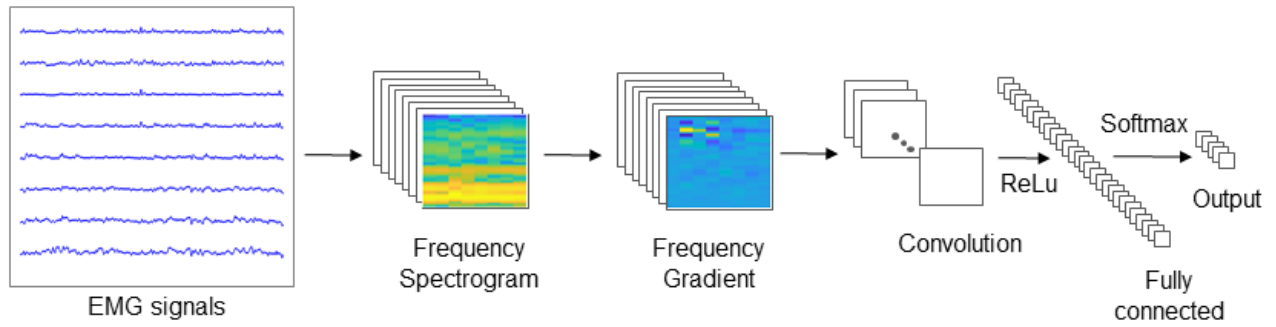 EMG signals
Frequency
Spectrogram
Frequency
Gradient
Convolution
ReLu
Fully
connected
Softmax
Output